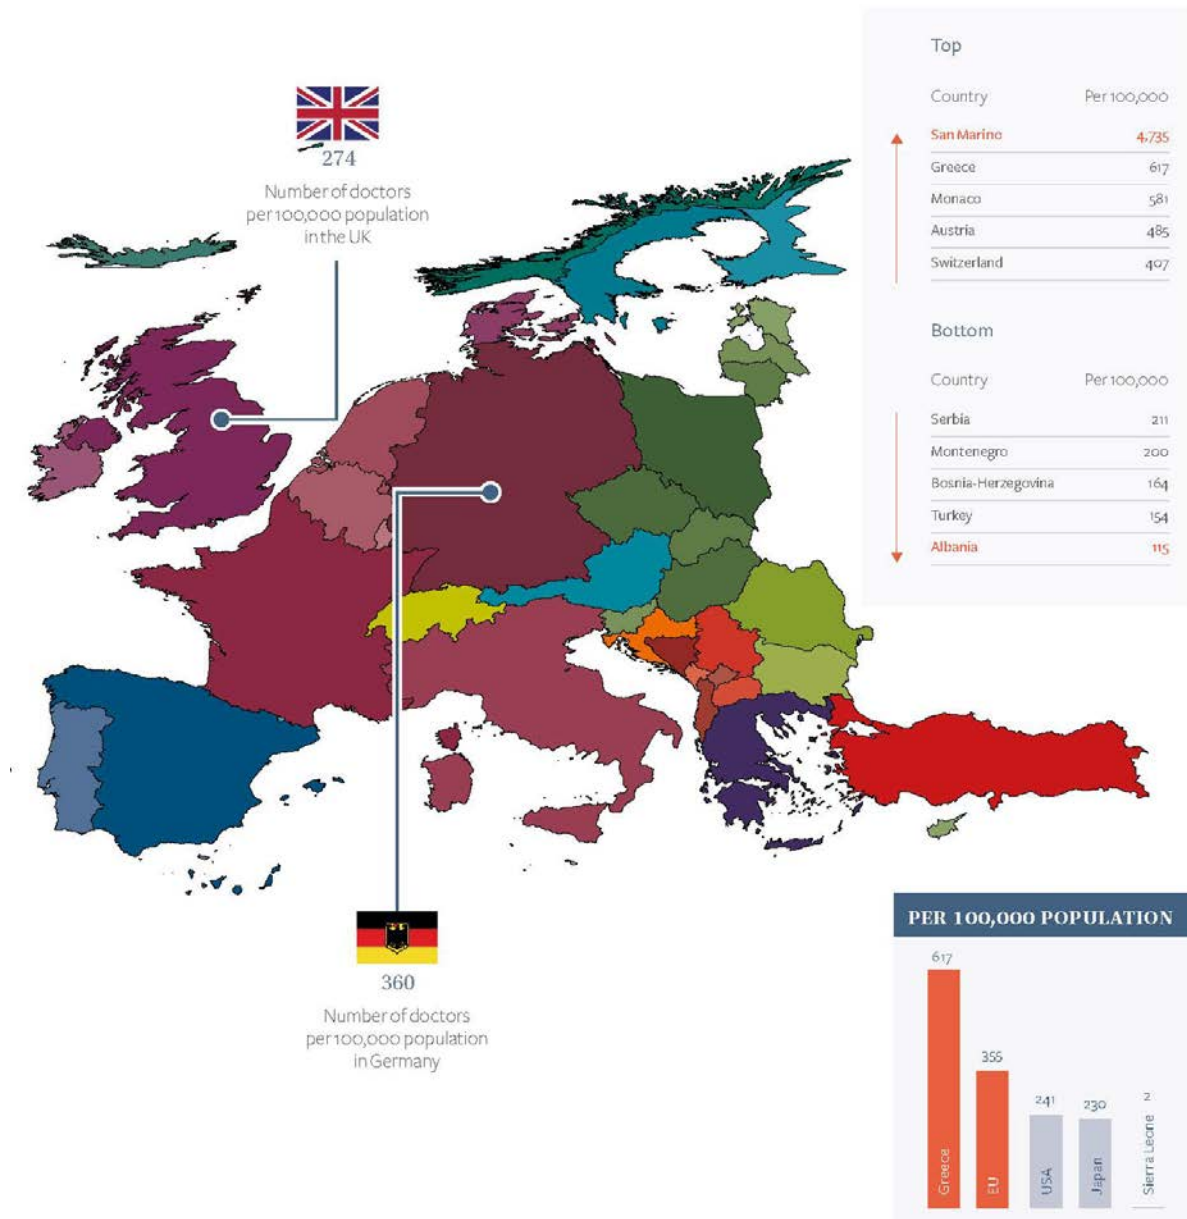 274
Number of doctors
per 100,000 population
in the UK
360
Number of doctors
per 100,000 population
in Germany
Top
Country Per 100,000
San Marino 4,735
Greece 617
Monaco 581
Austria 485
Switzerland 407
Bottom
Country Per 100,000
Serbia 211
Montenegro 200
Bosnia-Herzegovina 164
Turkey 154
Albania 115
PER 100,000 POPULATION
617
355
241
230
2
Greece
EU
USA
Japan
Sierra Leone